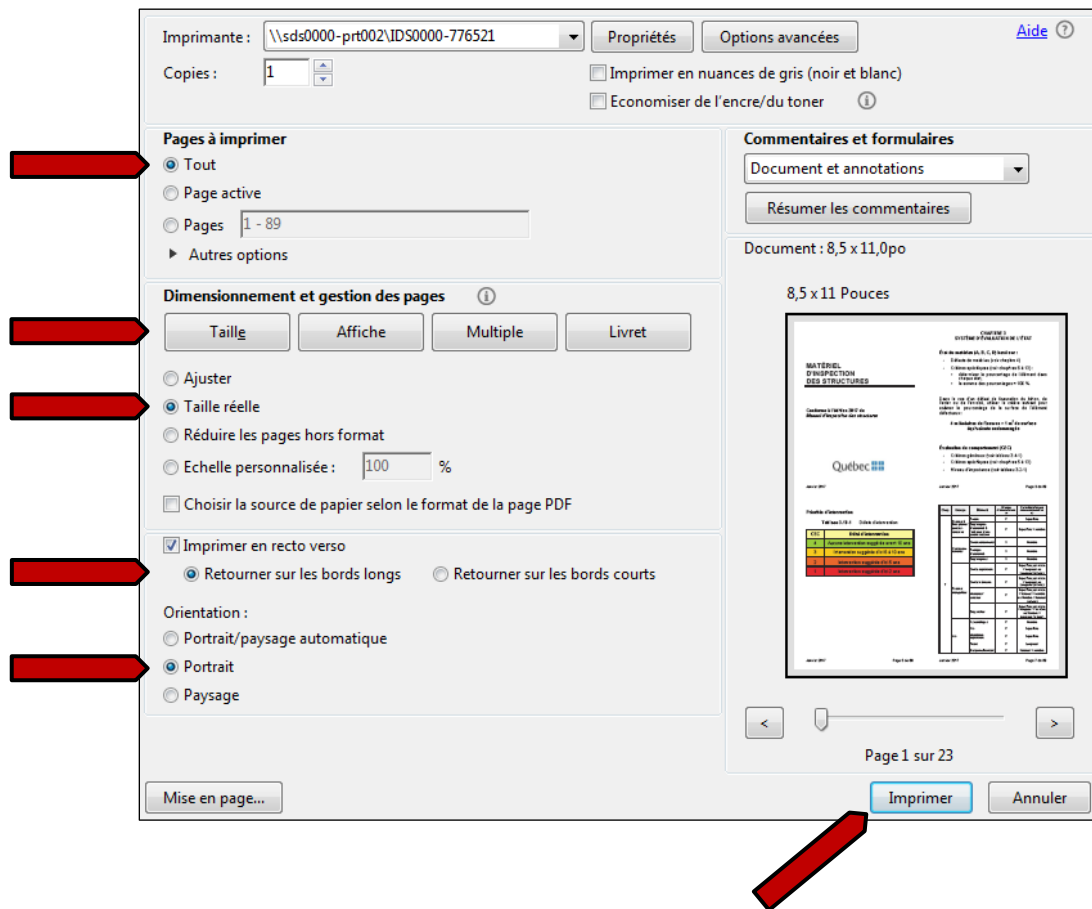 Imprimante : \\sds0000-prt002\IDS0000-776521 Propriétés Options avancées Aide
Copies : 1 Imprimer en nuances de gris (noir et blanc)
Economiser de l'encre/du toner
Pages à imprimer
Tout
Page active
Pages 1 - 89
Autres options
Dimensionnement et gestion des pages
Taille Affiche Multiple Livret
Ajuster
Taille réelle
Réduire les pages hors format
Echelle personnalisée : 100 %
Choisir la source de papier selon le format de la page PDF
Imprimer en recto verso
Retourner sur les bords longs Retourner sur les bords courts
Orientation :
Portrait/paysage automatique
Portrait
Paysage
Commentaires et formulaires
Document et annotations
Résumer les commentaires
Document : 8,5 x 11,0po
8,5 x 11 Pouces
MATÉRIEL
D'INSPECTION
DES STRUCTURES
Québec
CHAPITRE 3
SYSTÈME D'ÉVALUATION DE L'ÉTAT
< >
Page 1 sur 23
Mise en page... Imprimer Annuler